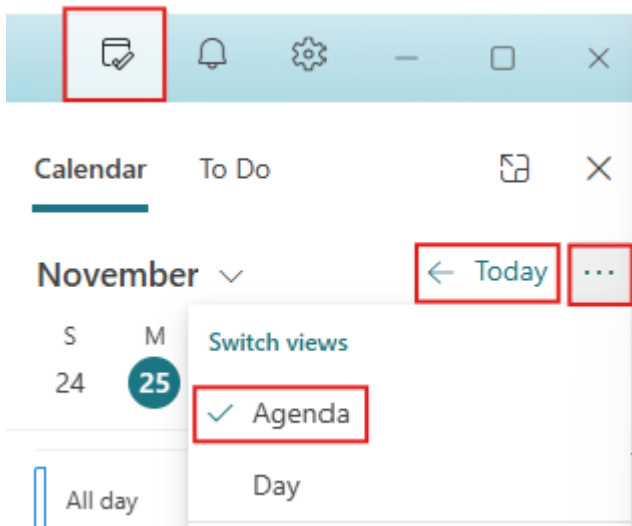 Calendar To Do
November Today ...
S M
24 25
Switch views
Agenda
Day
All day